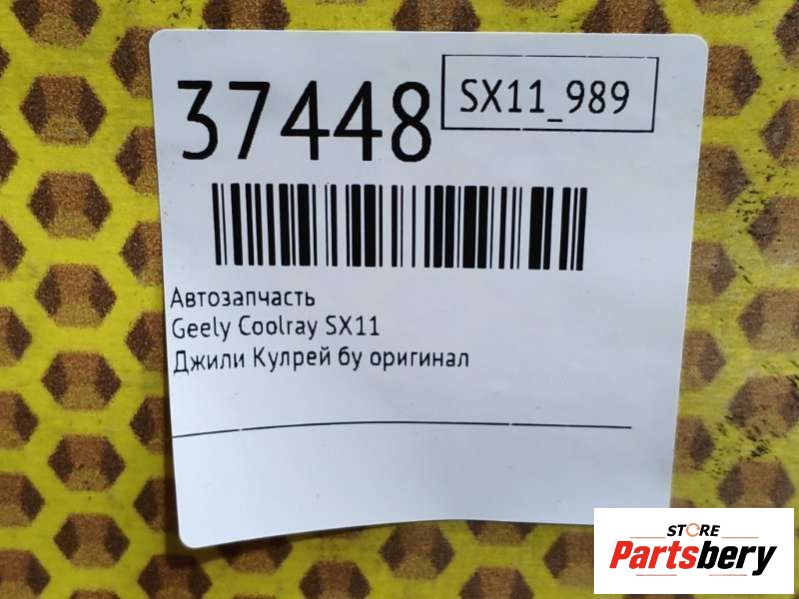 37448
SX11_989
Автозапчасть
Geely Coolray SX11
Джили Кулрей бу оригинал
STORE
Partsbery